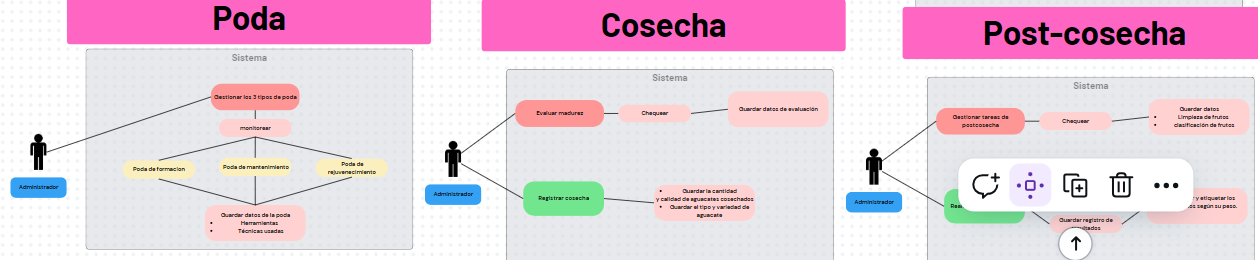 Poda
Sistema
Gestionar los 3 tipos de poda
monitorear
Poda de formacion
Poda de mantenimiento
Poda de
rejuvenecimiento
Administrador
Guardar datos de la poda
• Herramientas
• Técnicas usadas
Cosecha
Sistema
Evaluar madurez
Chequear
Guardar datos de evaluación
Administrador
Registrar cosecha
• Guardar la cantidad
y calidad de aguacates cosechados
• Guardar el tipo y variedad de
aguacate
Post-cosecha
Sistema
Gestionar tareas de
postcosecha
Chequear
Guardar datos
• Limpieza de frutos
• clasificación de frutos
Administrador
y etiquetar los
según su peso.
Guardar registro de